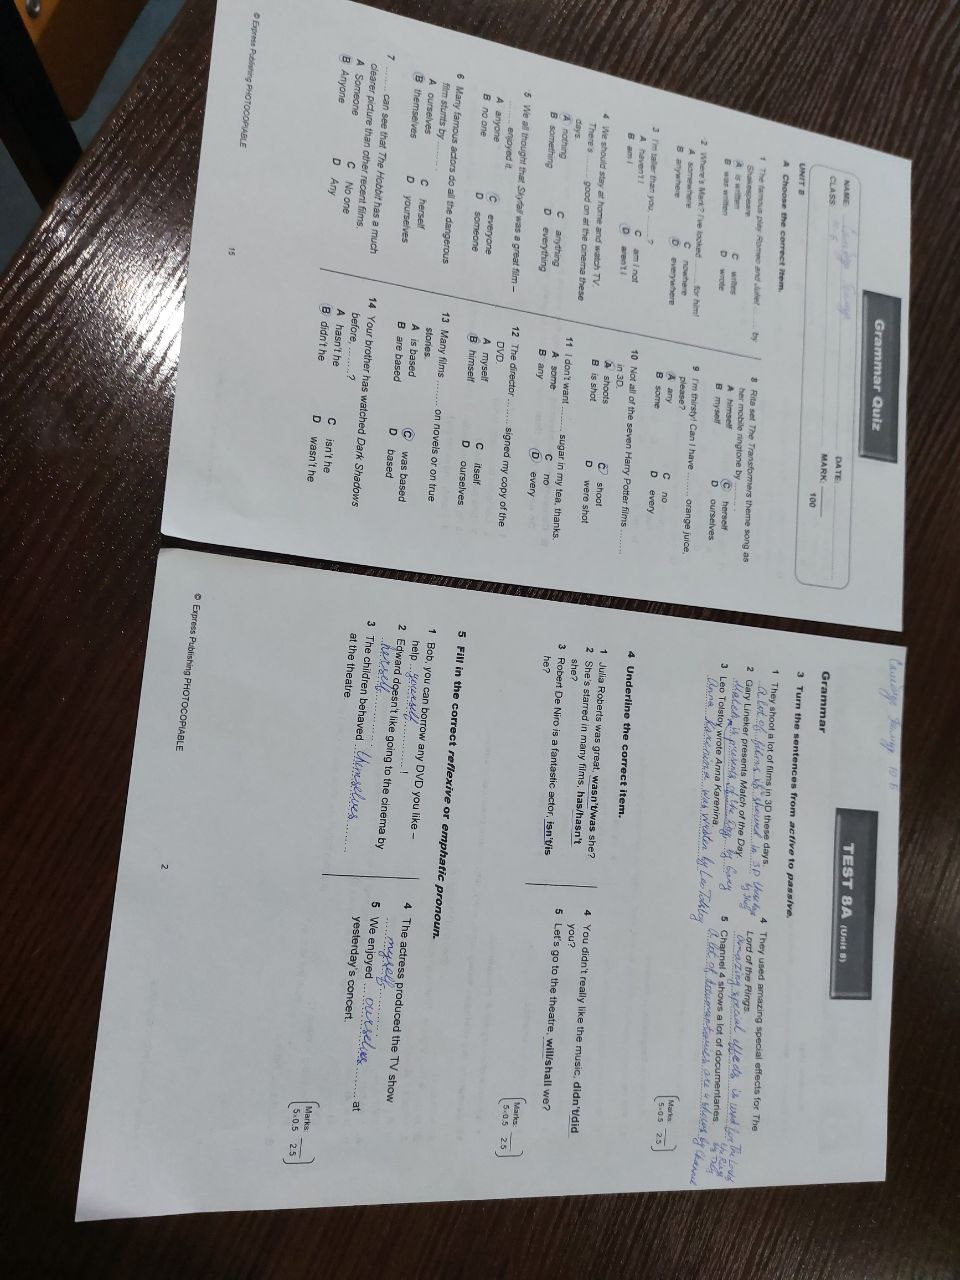 NAME:
CLASS:
Grammar Quiz
DATE:
MARK: 100
UNIT 8
A Choose the correct item.
1 The famous play Romeo and Juliet ......... by
Shakespeare.
A is written C writes
B was written D wrote
2 Where's Mark? I've looked ......... for him!
A somewhere C nowhere
B anywhere D everywhere
3 I'm taller than you, .........?
A haven't I C am I not
B am I D aren't I
4 We should stay at home and watch TV.
There's ......... good on at the cinema these
days.
A nothing C anything
B something D everything
5 We all thought that Skyfall was a great film –
......... enjoyed it.
A anyone C everyone
B no one D someone
6 Many famous actors do all the dangerous
film stunts by ......... .
A ourselves C herself
B themselves D yourselves
7 ......... can see that The Hobbit has a much
clearer picture than other recent films.
A Someone C No one
B Anyone D Any
8 Rita set The Transformers theme song as
her mobile ringtone by ......... .
A himself C herself
B myself D ourselves
9 I'm thirsty! Can I have ......... orange juice,
please?
A any C no
B some D every
10 Not all of the seven Harry Potter films .........
in 3D.
A shoots C shoot
B is shot D were shot
11 I don't want ......... sugar in my tea, thanks.
A some C no
B any D every
12 The director ......... signed my copy of the
DVD.
A myself C itself
B himself D ourselves
13 Many films ......... on novels or on true
stories.
A is based C was based
B are based D based
14 Your brother has watched Dark Shadows
before, .........?
A hasn't he C isn't he
B didn't he D wasn't he
© Express Publishing PHOTOCOPIABLE
15
10 B
TEST 8A (Unit 8)
Grammar
3 Turn the sentences from active to passive.
1 They shoot a lot of films in 3D these days.
A lot of films is showed in 3D these days
by they
2 Gary Lineker presents Match of the Day.
Match is presents of the Day by Gary
3 Leo Tolstoy wrote Anna Karenina.
Anna Karenina was written by Leo Tolstoy
4 They used amazing special effects for The
Lord of the Rings.
Amazing special effects is used for The Lord
by They
5 Channel 4 shows a lot of documentaries.
A lot of documentaries are shows by Channel
Marks:
5×0.5 2.5
4 Underline the correct item.
1 Julia Roberts was great, wasn't/was she?
2 She's starred in many films, has/hasn't
she?
3 Robert De Niro is a fantastic actor, isn't/is
he?
4 You didn't really like the music, didn't/did
you?
5 Let's go to the theatre, will/shall we?
Marks:
5×0.5 2.5
5 Fill in the correct reflexive or emphatic pronoun.
1 Bob, you can borrow any DVD you like –
help yourself !
2 Edward doesn't like going to the cinema by
herself
3 The children behaved themselves
at the theatre
4 The actress produced the TV show
myself
5 We enjoyed ourselves at
yesterday's concert.
Marks:
5×0.5 2.5
© Express Publishing PHOTOCOPIABLE
2